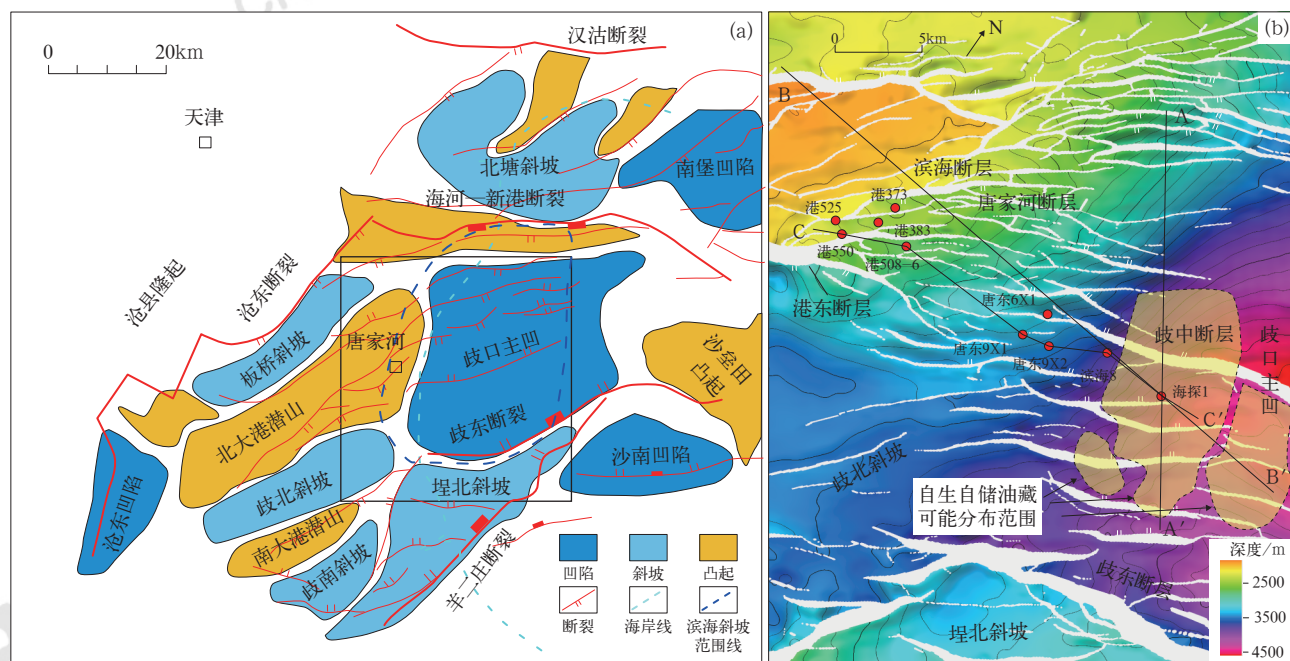 (a)
0
20km
汉沽断裂
天津
北塘斜坡
南堡凹陷
海河—新港断裂
沧县隆起
沧东断裂
板桥斜坡
唐家河
歧口主凹
沙垒田
凸起
北大港潜山
歧东断裂
沙南凹陷
歧北斜坡
埕北斜坡
沧东凹陷
南大港潜山
歧南斜坡
羊二庄断裂
凹陷
斜坡
凸起
断裂
海岸线
滨海斜坡
范围线
(b)
0
5km
N
B
A
滨海断层
港373
唐家河断层
港525
C
港383
港550
港508-6
港东断层
唐东6X1
歧中断层
歧口主凹
唐东9X1
唐东9X2
滨海8
海探1
C′
歧北斜坡
B′
自生自储油藏
可能分布范围
A′
深度/m
2500
3500
4500
歧东断层
埕北斜坡